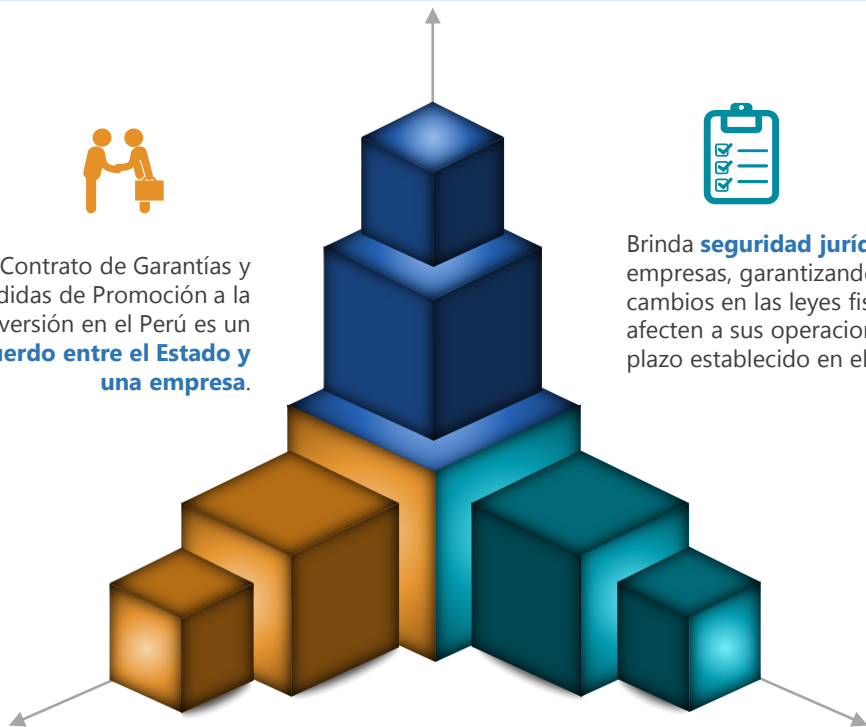 Contrato de Garantías y
didas de Promoción a la
versión en el Perú es un
uerdo entre el Estado y
una empresa.
Brinda seguridad juríd
empresas, garantizand
cambios en las leyes fis
afecten a sus operacion
plazo establecido en el